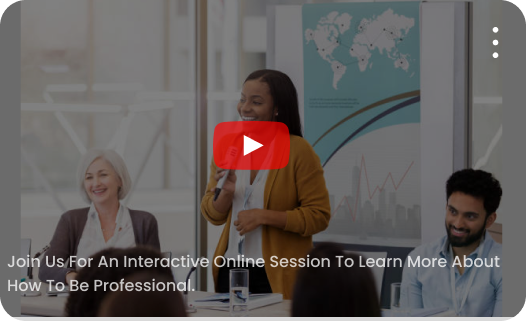 Join Us For An Interactive Online Session To Learn More About
How To Be Professional.